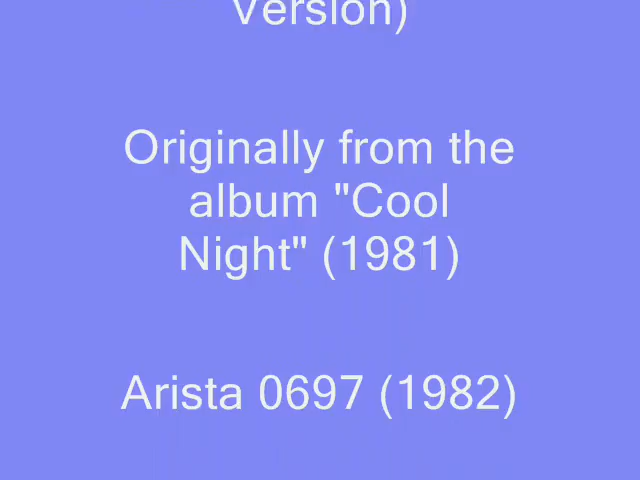 Version)
Originally from the
album "Cool
Night" (1981)
Arista 0697 (1982)